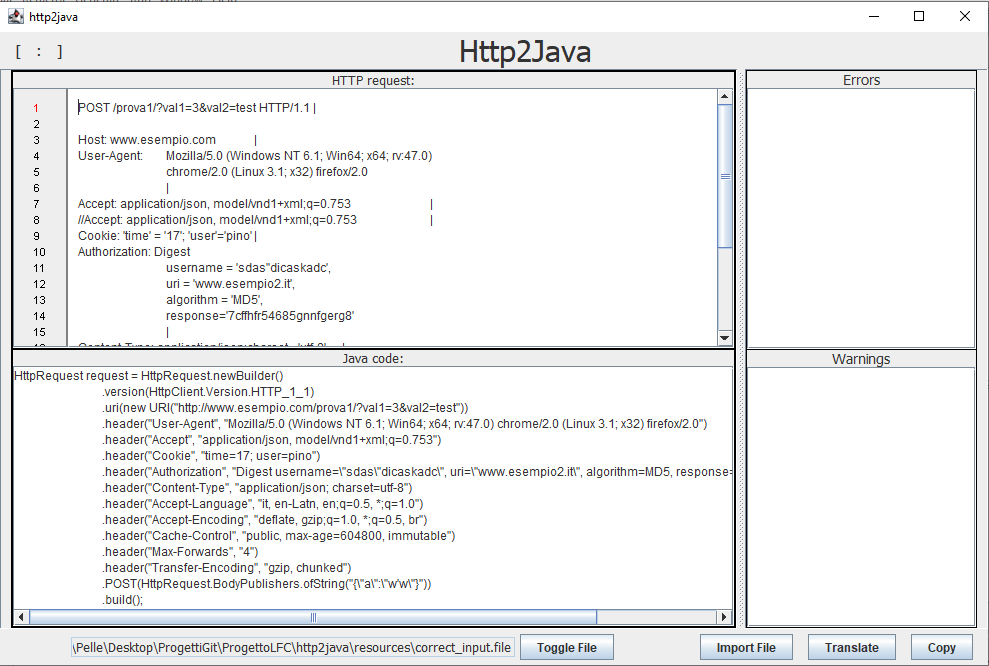 http2java
[ : ]
Http2Java
HTTP request:
1 POST /prova1/?val1=3&val2=test HTTP/1.1 |
2
3 Host: www.esempio.com |
4 User-Agent: Mozilla/5.0 (Windows NT 6.1; Win64; x64; rv:47.0)
5 chrome/2.0 (Linux 3.1; x32) firefox/2.0
6 |
7 Accept: application/json, model/vnd1+xml;q=0.753 |
8 //Accept: application/json, model/vnd1+xml;q=0.753 |
9 Cookie: 'time' = '17'; 'user'='pino' |
10 Authorization: Digest
11 username = 'sdas"dicaskadc',
12 uri = 'www.esempio2.it',
13 algorithm = 'MD5',
14 response='7cffhfr54685gnnfgerg8'
15 |
Errors
Java code:
HttpRequest request = HttpRequest.newBuilder()
.version(HttpClient.Version.HTTP_1_1)
.uri(new URI("http://www.esempio.com/prova1/?val1=3&val2=test"))
.header("User-Agent", "Mozilla/5.0 (Windows NT 6.1; Win64; x64; rv:47.0) chrome/2.0 (Linux 3.1; x32) firefox/2.0")
.header("Accept", "application/json, model/vnd1+xml;q=0.753")
.header("Cookie", "time=17; user=pino")
.header("Authorization", "Digest username=\"sdas\"dicaskadc\", uri=\"www.esempio2.it\", algorithm=MD5, response=
.header("Content-Type", "application/json; charset=utf-8")
.header("Accept-Language", "it, en-Latn, en;q=0.5, *;q=1.0")
.header("Accept-Encoding", "deflate, gzip;q=1.0, *;q=0.5, br")
.header("Cache-Control", "public, max-age=604800, immutable")
.header("Max-Forwards", "4")
.header("Transfer-Encoding", "gzip, chunked")
.POST(HttpRequest.BodyPublishers.ofString("{\"a\":\"w'w\"}"))
.build();
Warnings
\Pelle\Desktop\ProgettiGit\ProgettoLFC\http2java\resources\correct_input.file
Toggle File
Import File
Translate
Copy